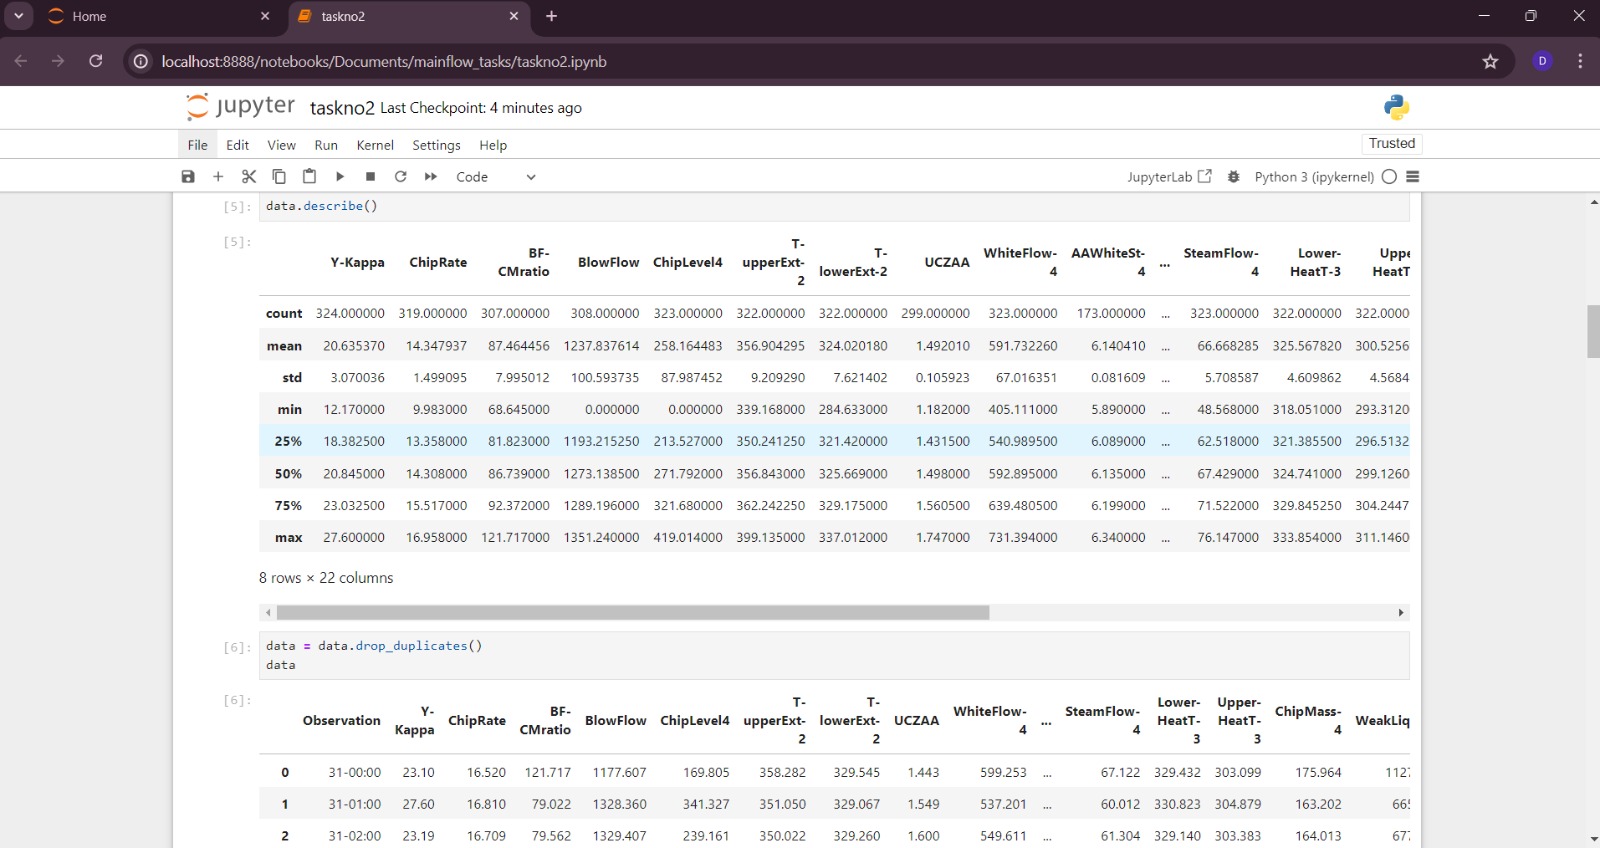 Home
taskno2
localhost:8888/notebooks/Documents/mainflow_tasks/taskno2.ipynb
D
jupyter taskno2 Last Checkpoint: 4 minutes ago
File Edit View Run Kernel Settings Help
Trusted
Code
JupyterLab
Python 3 (ipykernel)
[5]: data.describe()
[5]:
Y-Kappa ChipRate BF-CMratio BlowFlow ChipLevel4 T-upperExt-2 T-lowerExt-2 UCZAA WhiteFlow-4 AAWhiteSt-4 ... SteamFlow-4 Lower-HeatT-3 Uppe HeatT
count 324.000000 319.000000 307.000000 308.000000 323.000000 322.000000 322.000000 299.000000 323.000000 173.000000 ... 323.000000 322.000000 322.0000
mean 20.635370 14.347937 87.464456 1237.837614 258.164483 356.904295 324.020180 1.492010 591.732260 6.140410 ... 66.668285 325.567820 300.5256
std 3.070036 1.499095 7.995012 100.593735 87.987452 9.209290 7.621402 0.105923 67.016351 0.081609 ... 5.708587 4.609862 4.5684
min 12.170000 9.983000 68.645000 0.000000 0.000000 339.168000 284.633000 1.182000 405.111000 5.890000 ... 48.568000 318.051000 293.3120
25% 18.382500 13.358000 81.823000 1193.215250 213.527000 350.241250 321.420000 1.431500 540.989500 6.089000 ... 62.518000 321.385500 296.5132
50% 20.845000 14.308000 86.739000 1273.138500 271.792000 356.843000 325.669000 1.498000 592.895000 6.135000 ... 67.429000 324.741000 299.1260
75% 23.032500 15.517000 92.372000 1289.196000 321.680000 362.242250 329.175000 1.560500 639.480500 6.199000 ... 71.522000 329.845250 304.2447
max 27.600000 16.958000 121.717000 1351.240000 419.014000 399.135000 337.012000 1.747000 731.394000 6.340000 ... 76.147000 333.854000 311.1460
8 rows × 22 columns
[6]: data = data.drop_duplicates()
data
[6]:
Observation Y-Kappa ChipRate BF-CMratio BlowFlow ChipLevel4 T-upperExt-2 T-lowerExt-2 UCZAA WhiteFlow-4 ... SteamFlow-4 Lower-HeatT-3 Upper-HeatT-3 ChipMass-4 WeakLiq
0 31-00:00 23.10 16.520 121.717 1177.607 169.805 358.282 329.545 1.443 599.253 ... 67.122 329.432 303.099 175.964 1127
1 31-01:00 27.60 16.810 79.022 1328.360 341.327 351.050 329.067 1.549 537.201 ... 60.012 330.823 304.879 163.202 665
2 31-02:00 23.19 16.709 79.562 1329.407 239.161 350.022 329.260 1.600 549.611 ... 61.304 329.140 303.383 164.013 677